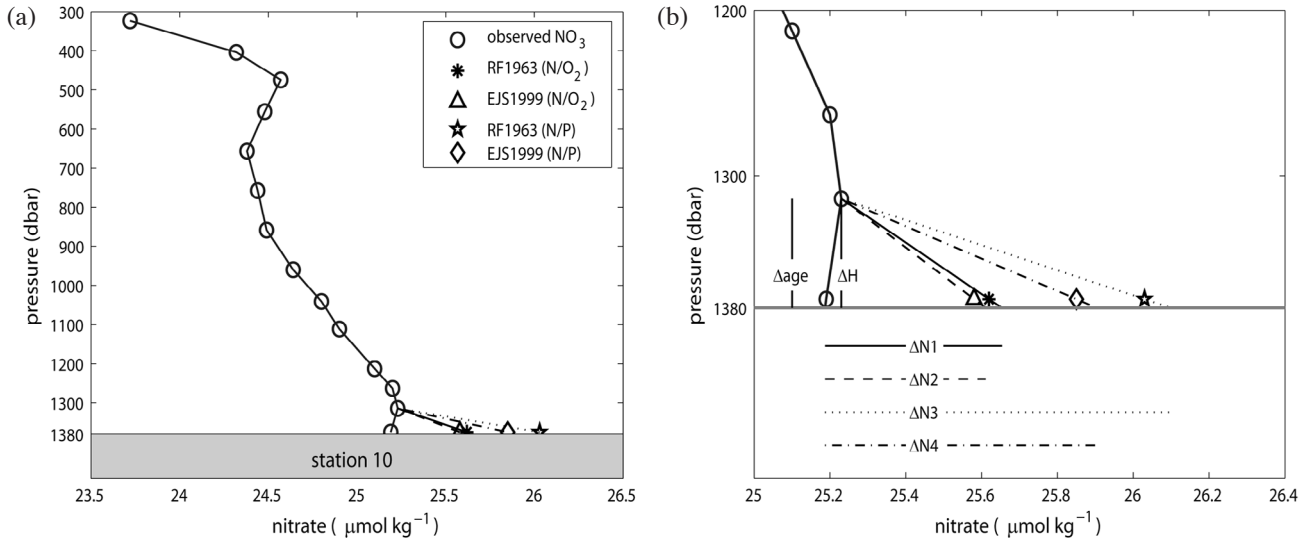 (a)
300
400
500
600
700
800
900
1000
1100
1200
1300
1380
pressure (dbar)
observed NO₃
RF1963 (N/O₂)
EJS1999 (N/O₂)
RF1963 (N/P)
EJS1999 (N/P)
station 10
23.5 24 24.5 25 25.5 26 26.5
nitrate ( μmol kg⁻¹)
(b)
1200
1300
1380
pressure (dbar)
Δage ΔH
ΔN1
ΔN2
ΔN3
ΔN4
25 25.2 25.4 25.6 25.8 26 26.2 26.4
nitrate ( μmol kg⁻¹)